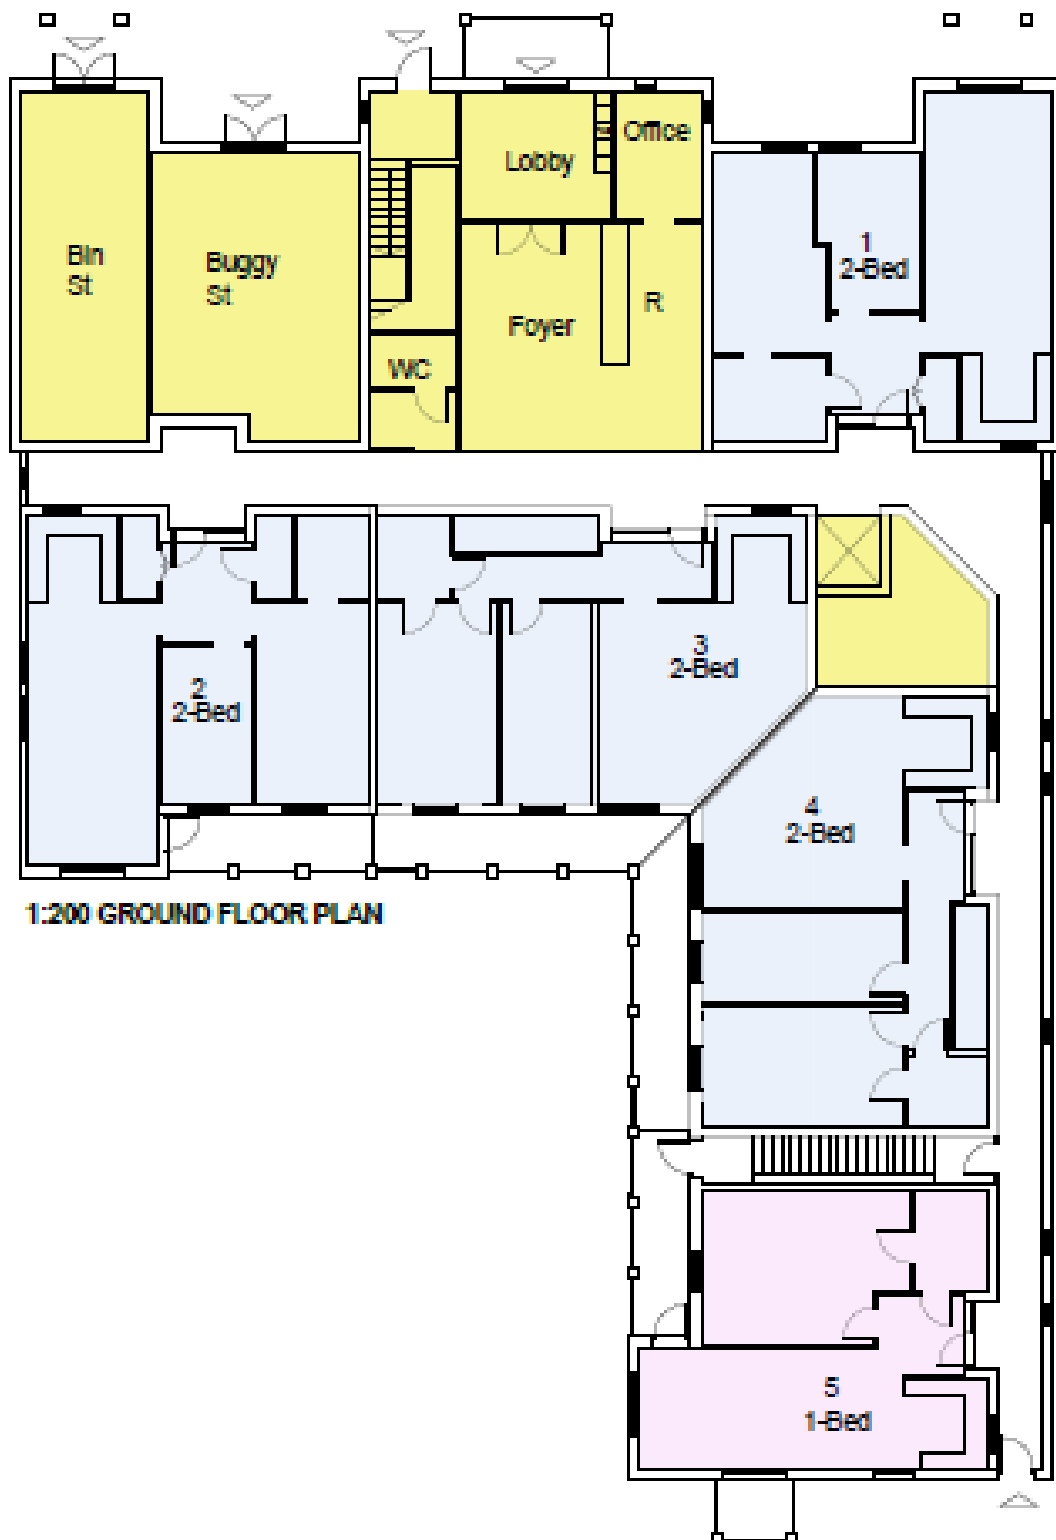 Office
Lobby
1
2-Bed
Bin
St
Buggy
St
R
Foyer
WC
3
2-Bed
2
2-Bed
4
2-Bed
1:200 GROUND FLOOR PLAN
5
1-Bed